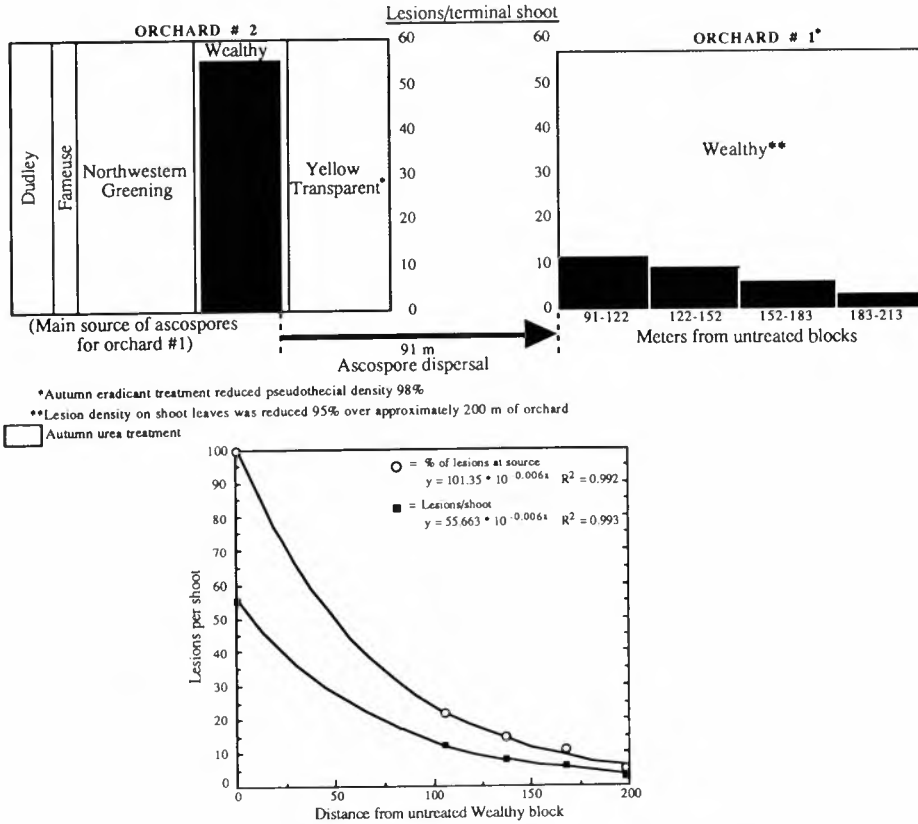 Lesions/terminal shoot
ORCHARD # 2
ORCHARD # 1*
Wealthy
60
50
40
30
20
10
0
60
50
40
30
20
10
0
Dudley
Fameuse
Northwestern
Greening
Yellow
Transparent*
Wealthy**
91-122
122-152
152-183
183-213
(Main source of ascospores
for orchard #1)
91 m
Ascospore dispersal
Meters from untreated blocks
*Autumn eradicant treatment reduced pseudothecial density 98%
**Lesion density on shoot leaves was reduced 95% over approximately 200 m of orchard
Autumn urea treatment
= % of lesions at source
y = 101.35 * 10 -0.006x R2 = 0.992
= Lesions/shoot
y = 55.663 * 10 -0.006x R2 = 0.993
Lesions per shoot
100
90
80
70
60
50
40
30
20
10
0
0
50
100
150
200
Distance from untreated Wealthy block